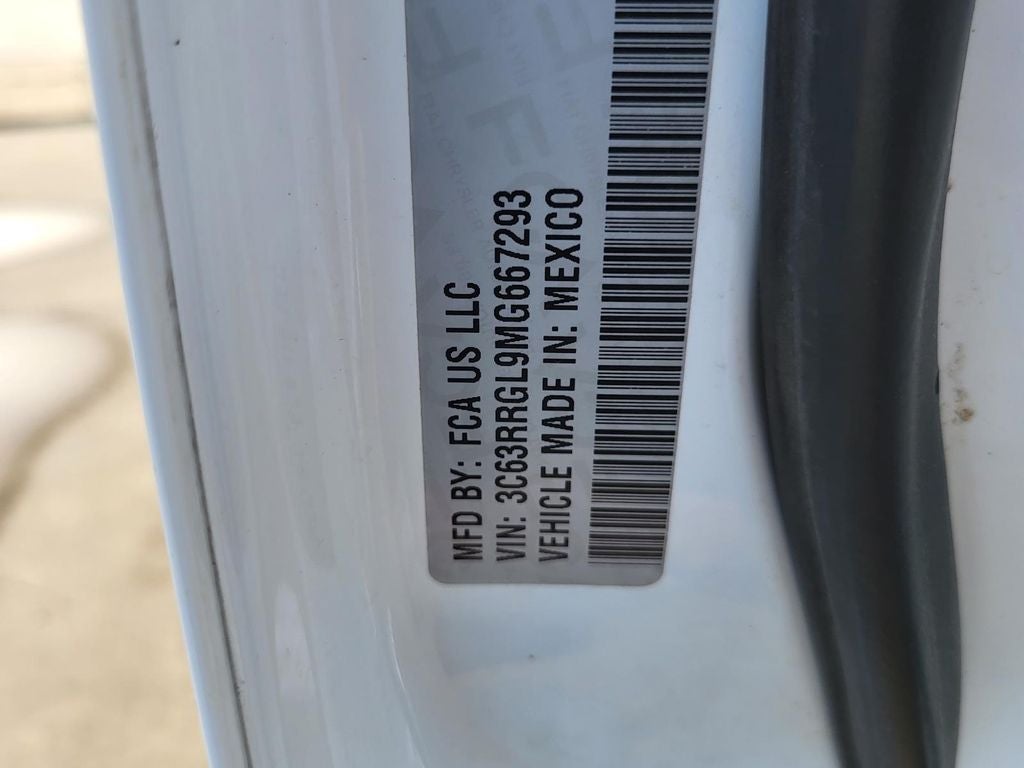 MFD BY: FCA US LLC
VIN: 3C63RRGL9MG667293
VEHICLE MADE IN: MEXICO